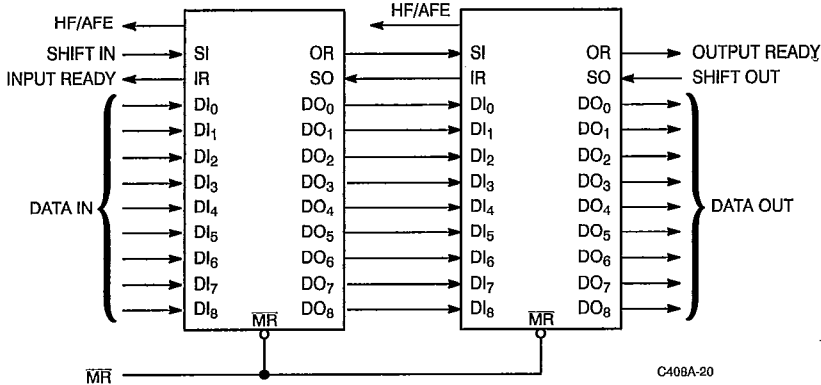 HF/AFE HF/AFE
SHIFT IN SI OR SI OR OUTPUT READY
INPUT READY IR SO IR SO SHIFT OUT
DI0 DO0 DI0 DO0
DI1 DO1 DI1 DO1
DI2 DO2 DI2 DO2
DI3 DO3 DI3 DO3
DATA IN DI4 DO4 DI4 DO4 DATA OUT
DI5 DO5 DI5 DO5
DI6 DO6 DI6 DO6
DI7 DO7 DI7 DO7
DI8 DO8 DI8 DO8
MR MR
MR C408A-20